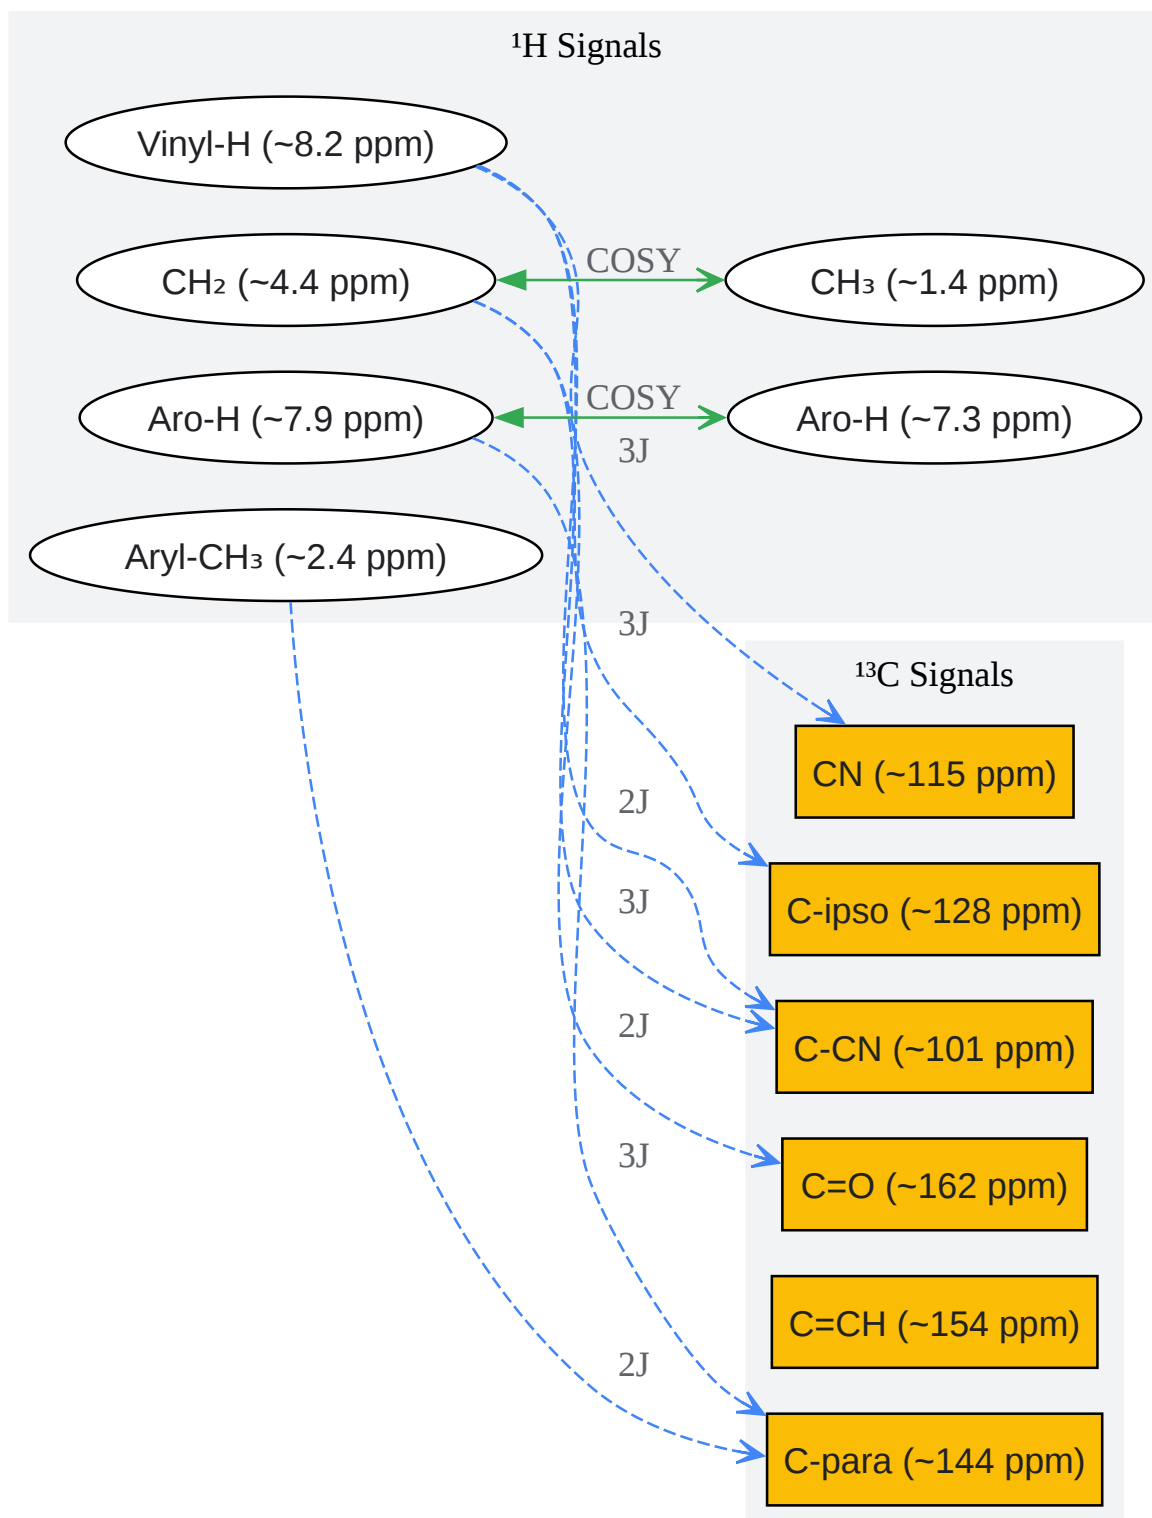 ¹H Signals
Vinyl-H (~8.2 ppm)
CH₂ (~4.4 ppm)
COSY
CH₃ (~1.4 ppm)
Aro-H (~7.9 ppm)
COSY
Aro-H (~7.3 ppm)
3J
Aryl-CH₃ (~2.4 ppm)
3J
¹³C Signals
CN (~115 ppm)
2J
C-ipso (~128 ppm)
3J
C-CN (~101 ppm)
2J
3J
C=O (~162 ppm)
C=CH (~154 ppm)
2J
C-para (~144 ppm)